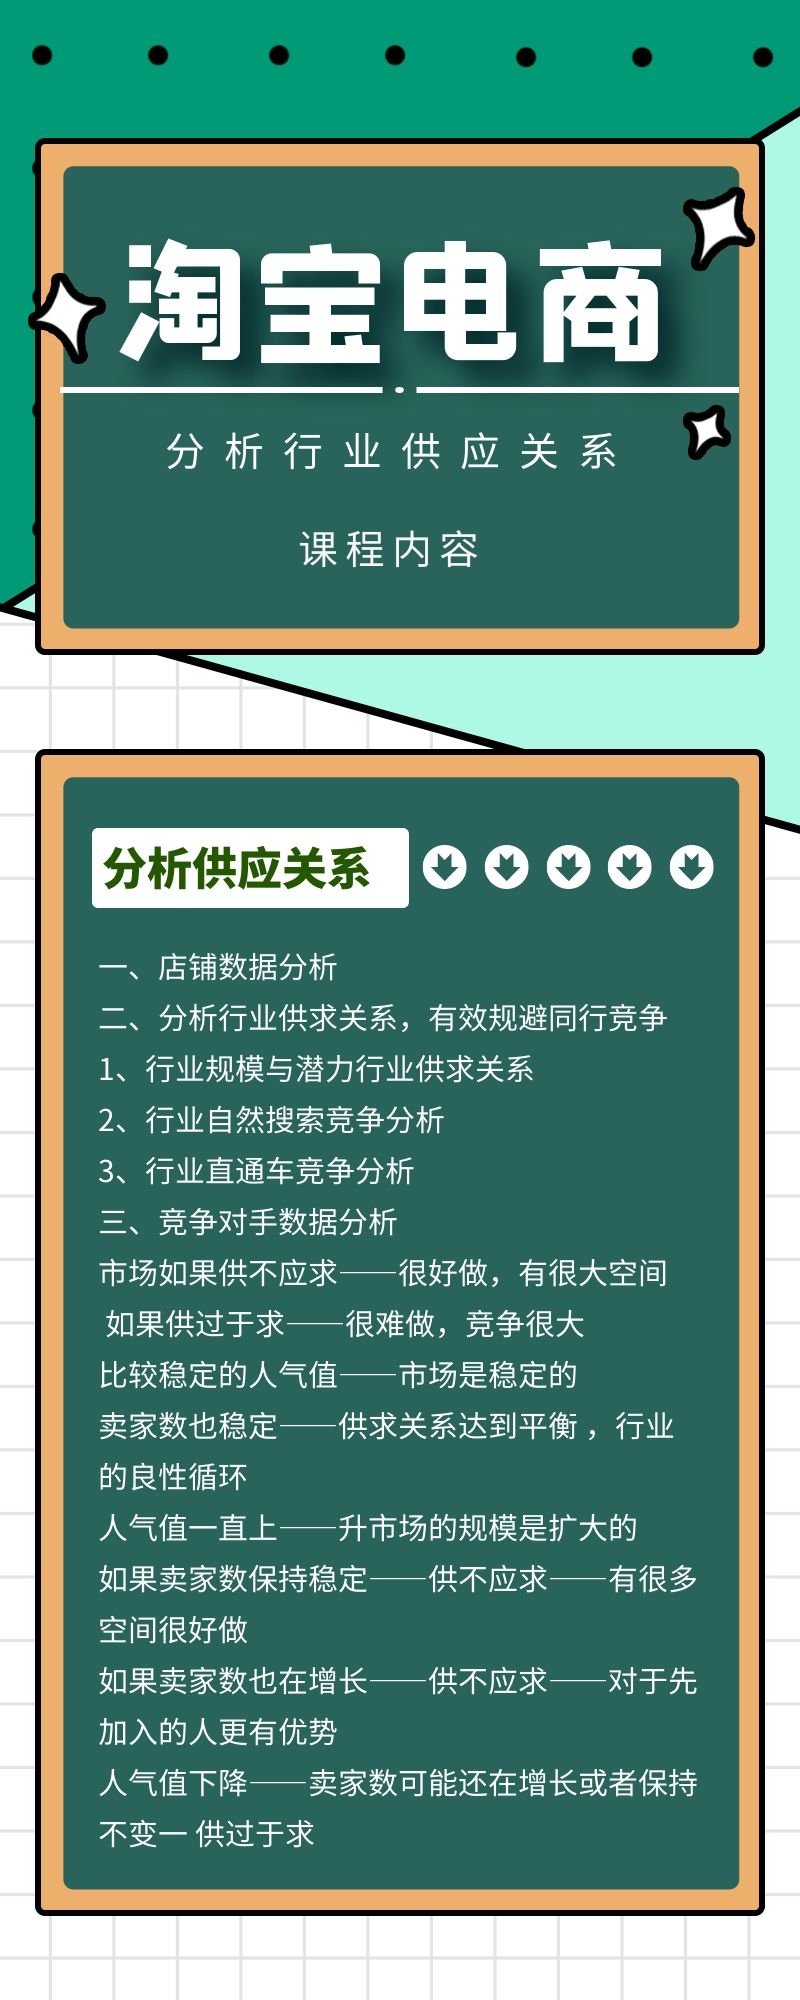 淘宝电商
分析行业供应关系
课程内容
分析供应关系
一、店铺数据分析
二、分析行业供求关系，有效规避同行竞争
1、行业规模与潜力行业供求关系
2、行业自然搜索竞争分析
3、行业直通车竞争分析
三、竞争对手数据分析
市场如果供不应求——很好做，有很大空间
如果供过于求——很难做，竞争很大
比较稳定的人气值——市场是稳定的
卖家数也稳定——供求关系达到平衡 ，行业
的良性循环
人气值一直上——升市场的规模是扩大的
如果卖家数保持稳定——供不应求——有很多
空间很好做
如果卖家数也在增长——供不应求——对于先
加入的人更有优势
人气值下降——卖家数可能还在增长或者保持
不变一 供过于求